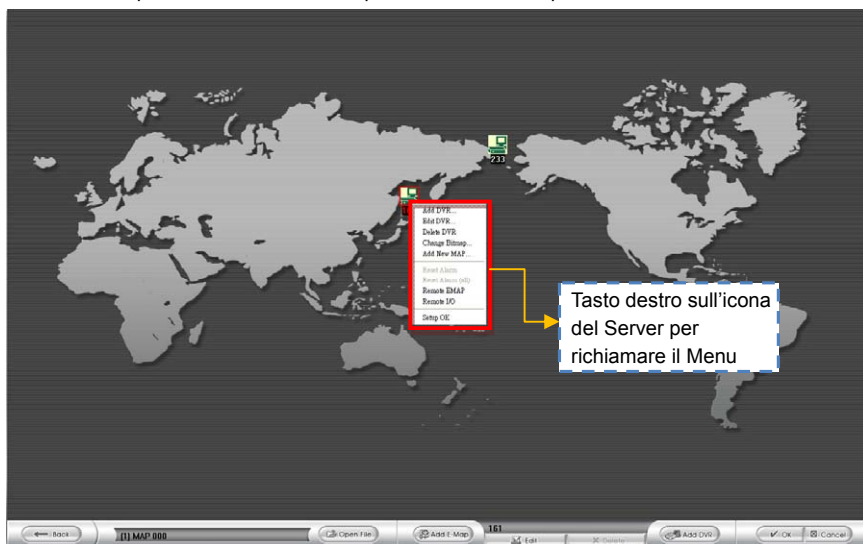 233
Add DVR...
Edit DVR...
Delete DVR
Change Bitmap...
Add New MAP...
Reset Alarm
Reset Alarm (all)
Remote EMAP
Remote I/O
Setup OK
Tasto destro sull'icona
del Server per
richiamare il Menu
Back
[1] MAP 000
Open File
Add E-Map
161
Edit
X Delete
Add DVR
OK
Cancel